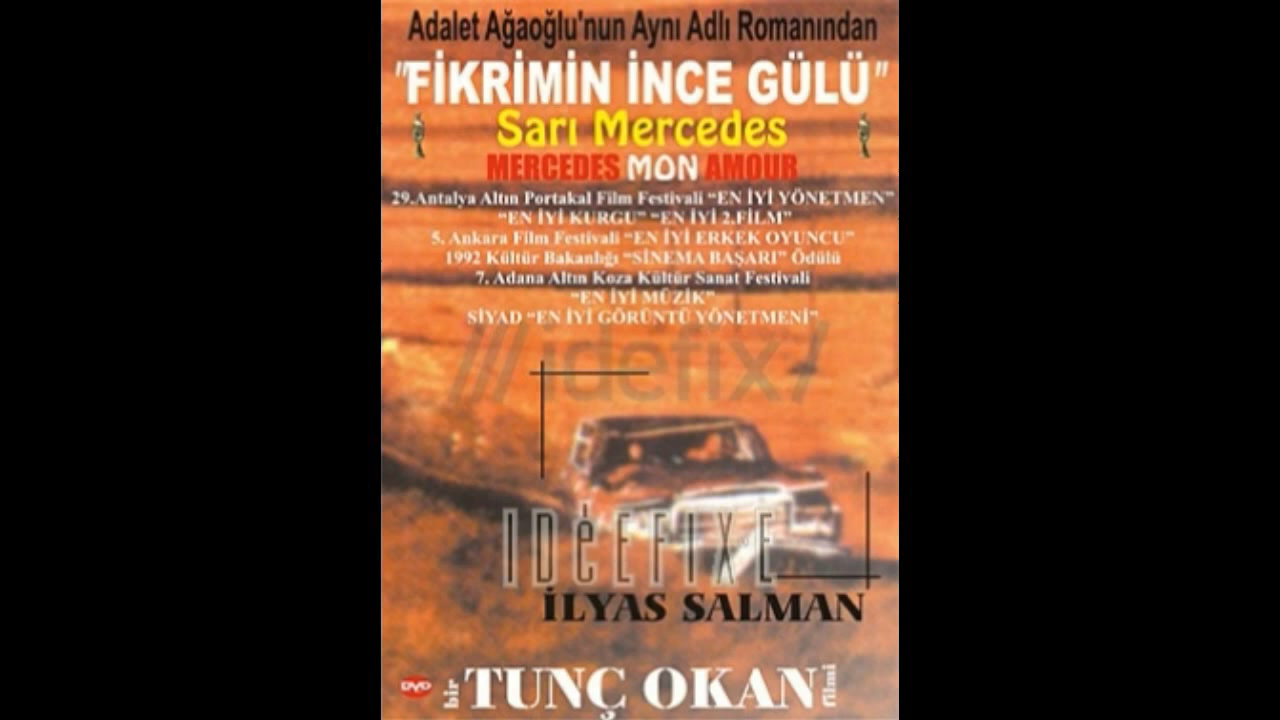 Adalet Ağaoğlu'nun Aynı Adlı Romanından
"FİKRİMİN İNCE GÜLÜ"
Sarı Mercedes
MERCEDES MON AMOUR
29.Antalya Altın Portakal Film Festivali "EN İYİ YÖNETMEN"
"EN İYİ KURGU" "EN İYİ 2.FİLM"
5. Ankara Film Festivali "EN İYİ ERKEK OYUNCU"
1992 Kültür Bakanlığı "SİNEMA BAŞARI" Ödülü
7. Adana Altın Koza Kültür Sanat Festivali
"EN İYİ MÜZİK"
SİYAD "EN İYİ GÖRÜNTÜ YÖNETMENİ"
idefix
IDéEFIXE
İLYAS SALMAN
DVD
bir TUNÇ OKAN filmi